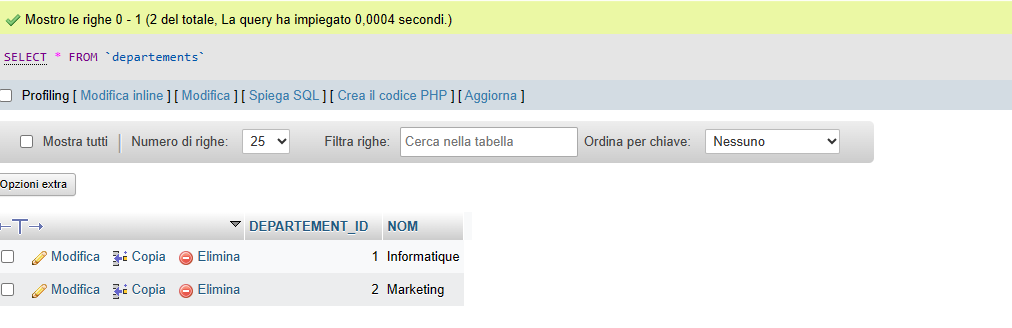 Mostro le righe 0 - 1 (2 del totale, La query ha impiegato 0,0004 secondi.)
SELECT * FROM `departements`
Profiling [ Modifica inline ] [ Modifica ] [ Spiega SQL ] [ Crea il codice PHP ] [ Aggiorna ]
Mostra tutti Numero di righe: 25 Filtra righe: Cerca nella tabella Ordina per chiave: Nessuno
Opzioni extra
←T→ DEPARTEMENT_ID NOM
Modifica Copia Elimina 1 Informatique
Modifica Copia Elimina 2 Marketing